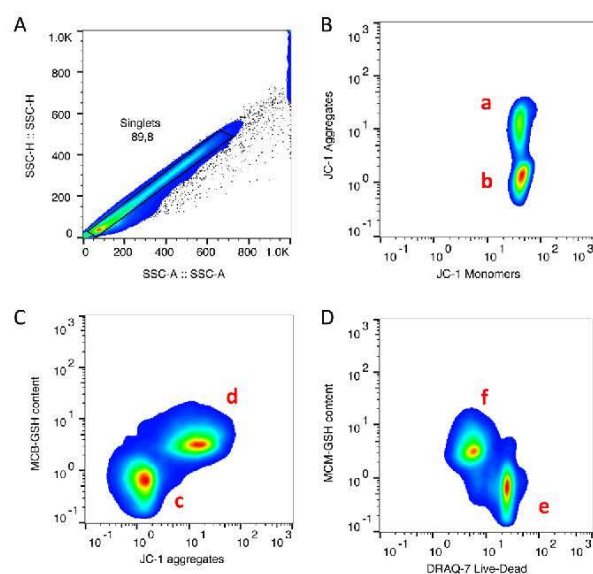 A
1.0K
800
600
400
200
0
Singlets
89,8
SSC-H :: SSC-H
0 200 400 600 800 1.0K
SSC-A :: SSC-A
B
10³
10²
10¹
10⁰
10⁻¹
JC-1 Aggregates
a
b
10⁻¹ 10⁰ 10¹ 10² 10³
JC-1 Monomers
C
10³
10²
10¹
10⁰
10⁻¹
MCB-GSH content
d
c
10⁻¹ 10⁰ 10¹ 10² 10³
JC-1 aggregates
D
10³
10²
10¹
10⁰
10⁻¹
MCM-GSH content
f
e
10⁻¹ 10⁰ 10¹ 10² 10³
DRAQ-7 Live-Dead